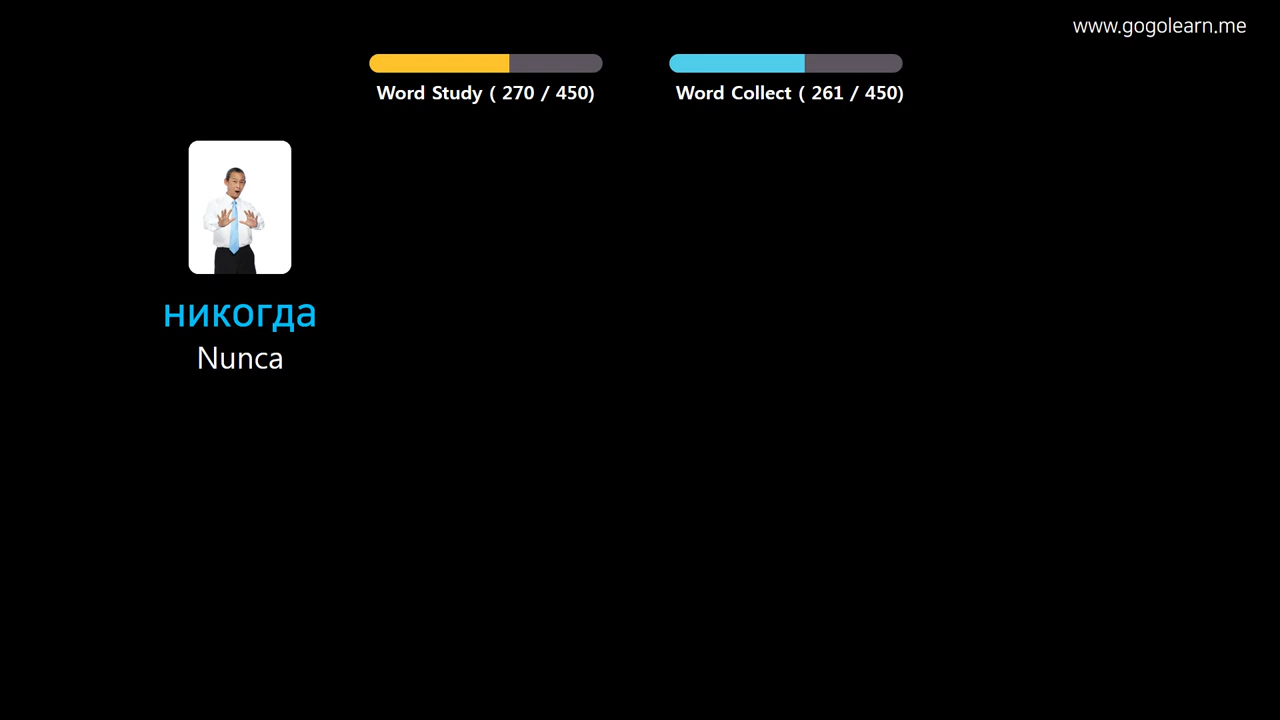 www.gogolearn.me
Word Study ( 270 / 450)
Word Collect ( 261 / 450)
никогда
Nunca